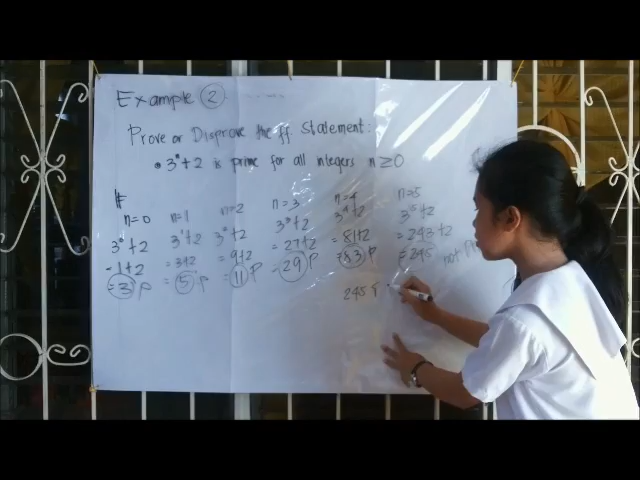 Example 2
Prove or Disprove the ff statement:
• 3ⁿ+2 is prime for all integers n ≥ 0
If
n=0 n=1 n=2 n=3 n=4 n=5
3⁰+2 3¹+2 3²+2 3³+2 3⁴+2 3⁵+2
=1+2 =3+2 =9+2 =27+2 =81+2 =243+2
=3 P =5 P =11 P =29 P =83 P =245 not
245